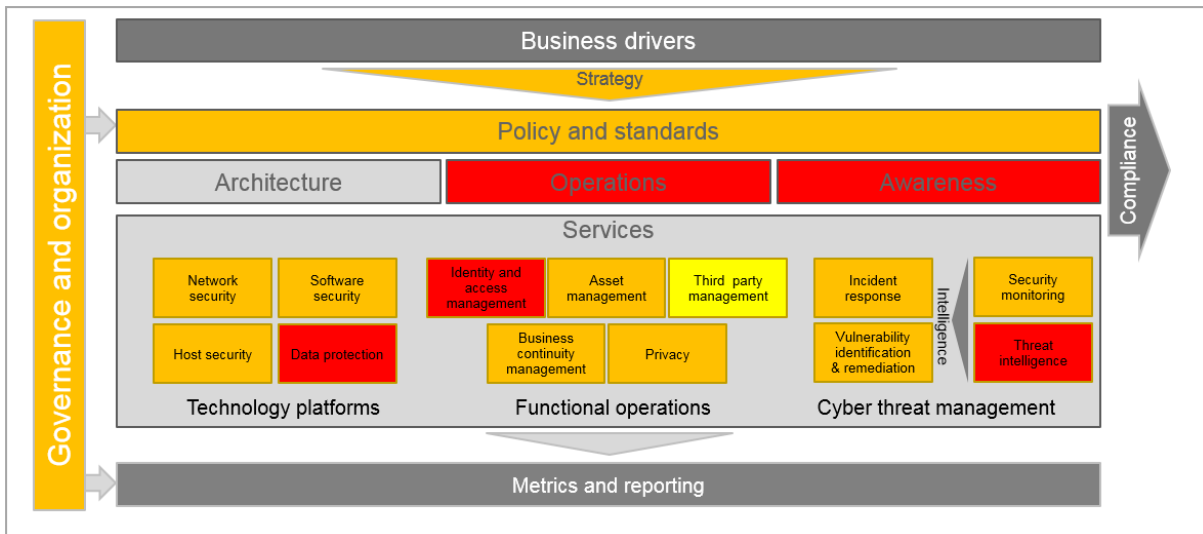 Governance and organization
Business drivers
Strategy
Policy and standards
Compliance
Architecture
Operations
Awareness
Services
Network
security
Software
security
Host security
Data protection
Technology platforms
Identity and
access
management
Asset
management
Third party
management
Business
continuity
management
Privacy
Functional operations
Incident
response
Vulnerability
identification
& remediation
Intelligence
Security
monitoring
Threat
intelligence
Cyber threat management
Metrics and reporting